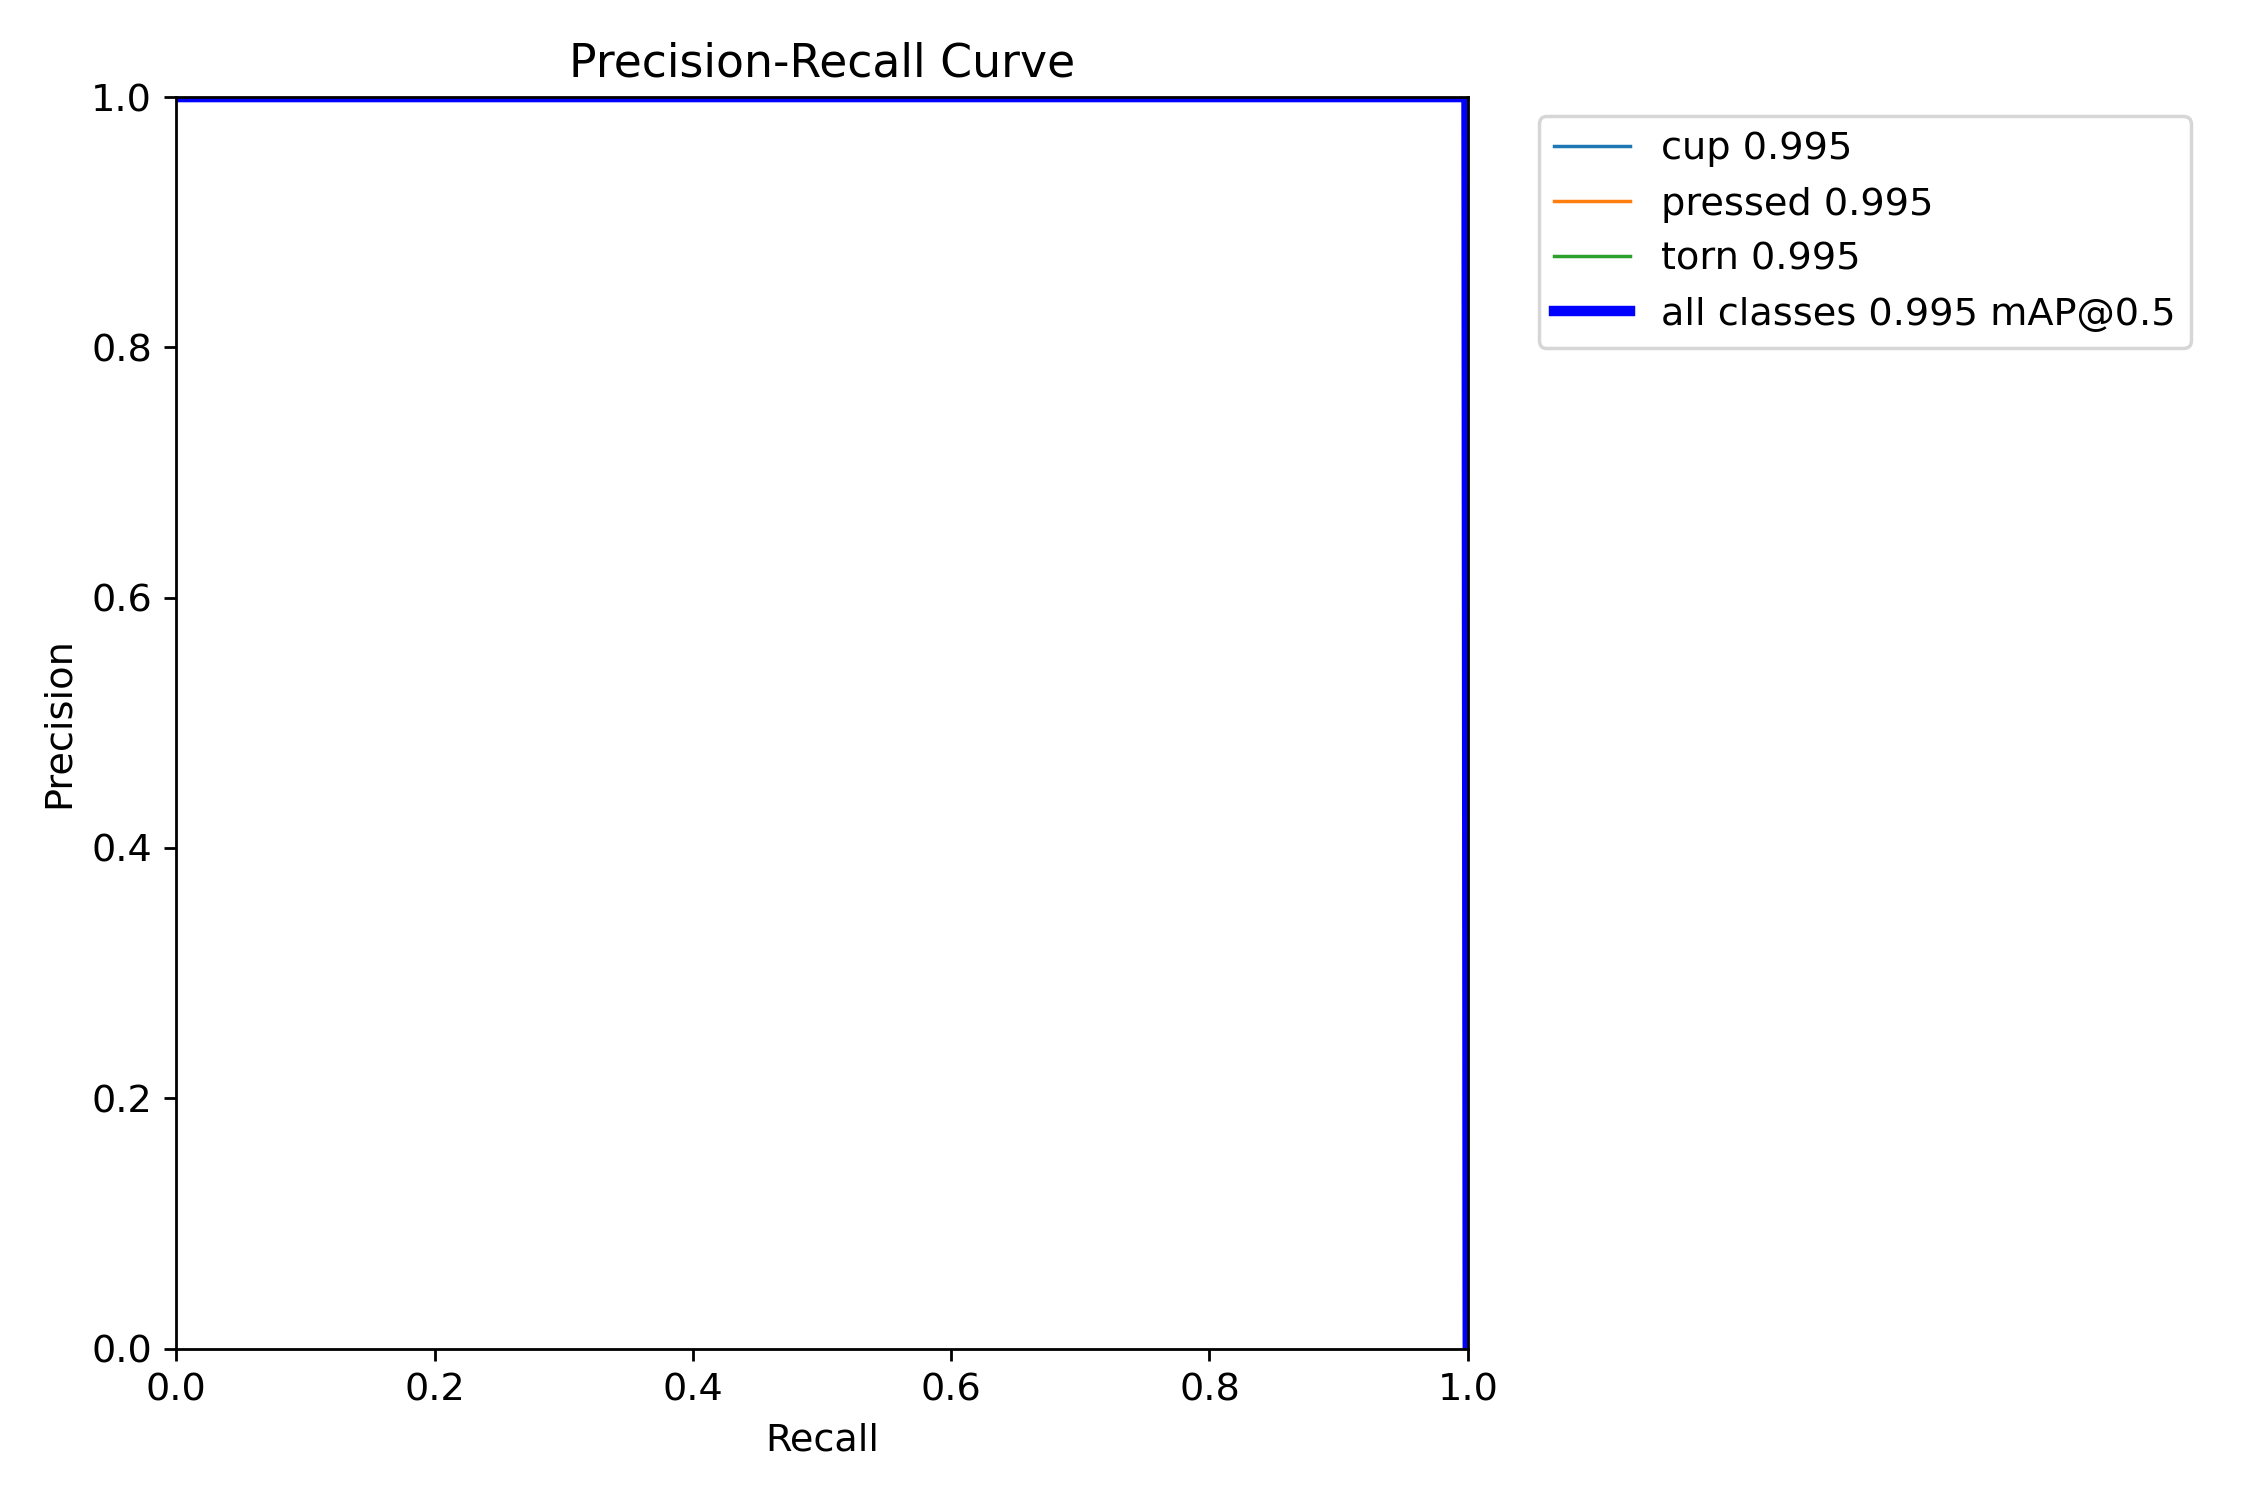 Precision-Recall Curve
1.0
0.8
0.6
0.4
0.2
0.0
Precision
0.0 0.2 0.4 0.6 0.8 1.0
Recall
cup 0.995
pressed 0.995
torn 0.995
all classes 0.995 mAP@0.5